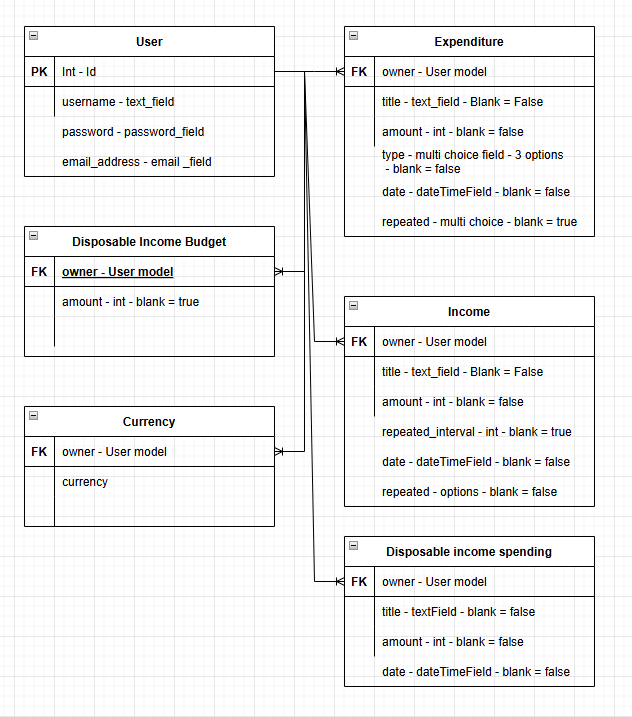 User
PK Int - Id
username - text_field
password - password_field
email_address - email _field
Disposable Income Budget
FK owner - User model
amount - int - blank = true
Currency
FK owner - User model
currency
Expenditure
FK owner - User model
title - text_field - Blank = False
amount - int - blank = false
type - multi choice field - 3 options
- blank = false
date - dateTimeField - blank = false
repeated - multi choice - blank = true
Income
FK owner - User model
title - text_field - Blank = False
amount - int - blank = false
repeated_interval - int - blank = true
date - dateTimeField - blank = false
repeated - options - blank = false
Disposable income spending
FK owner - User model
title - textField - blank = false
amount - int - blank = false
date - dateTimeField - blank = false